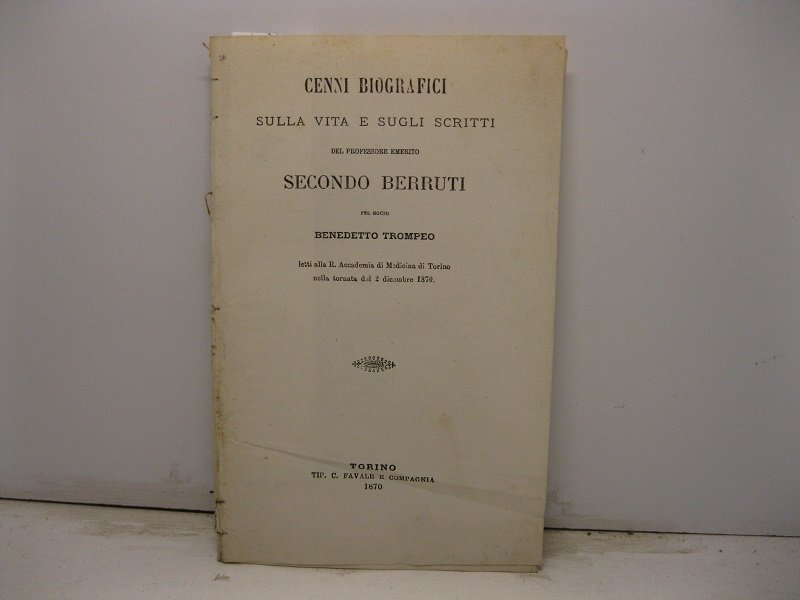 CENNI BIOGRAFICI
SULLA VITA E SUGLI SCRITTI
DEL PROFESSORE EMERITO
SECONDO BERRUTI
PEL SOCIO
BENEDETTO TROMPEO
letti alla R. Accademia di Medicina di Torino
nella tornata del 2 dicembre 1870.
TORINO
TIP. C. FAVALE E COMPAGNIA
1870